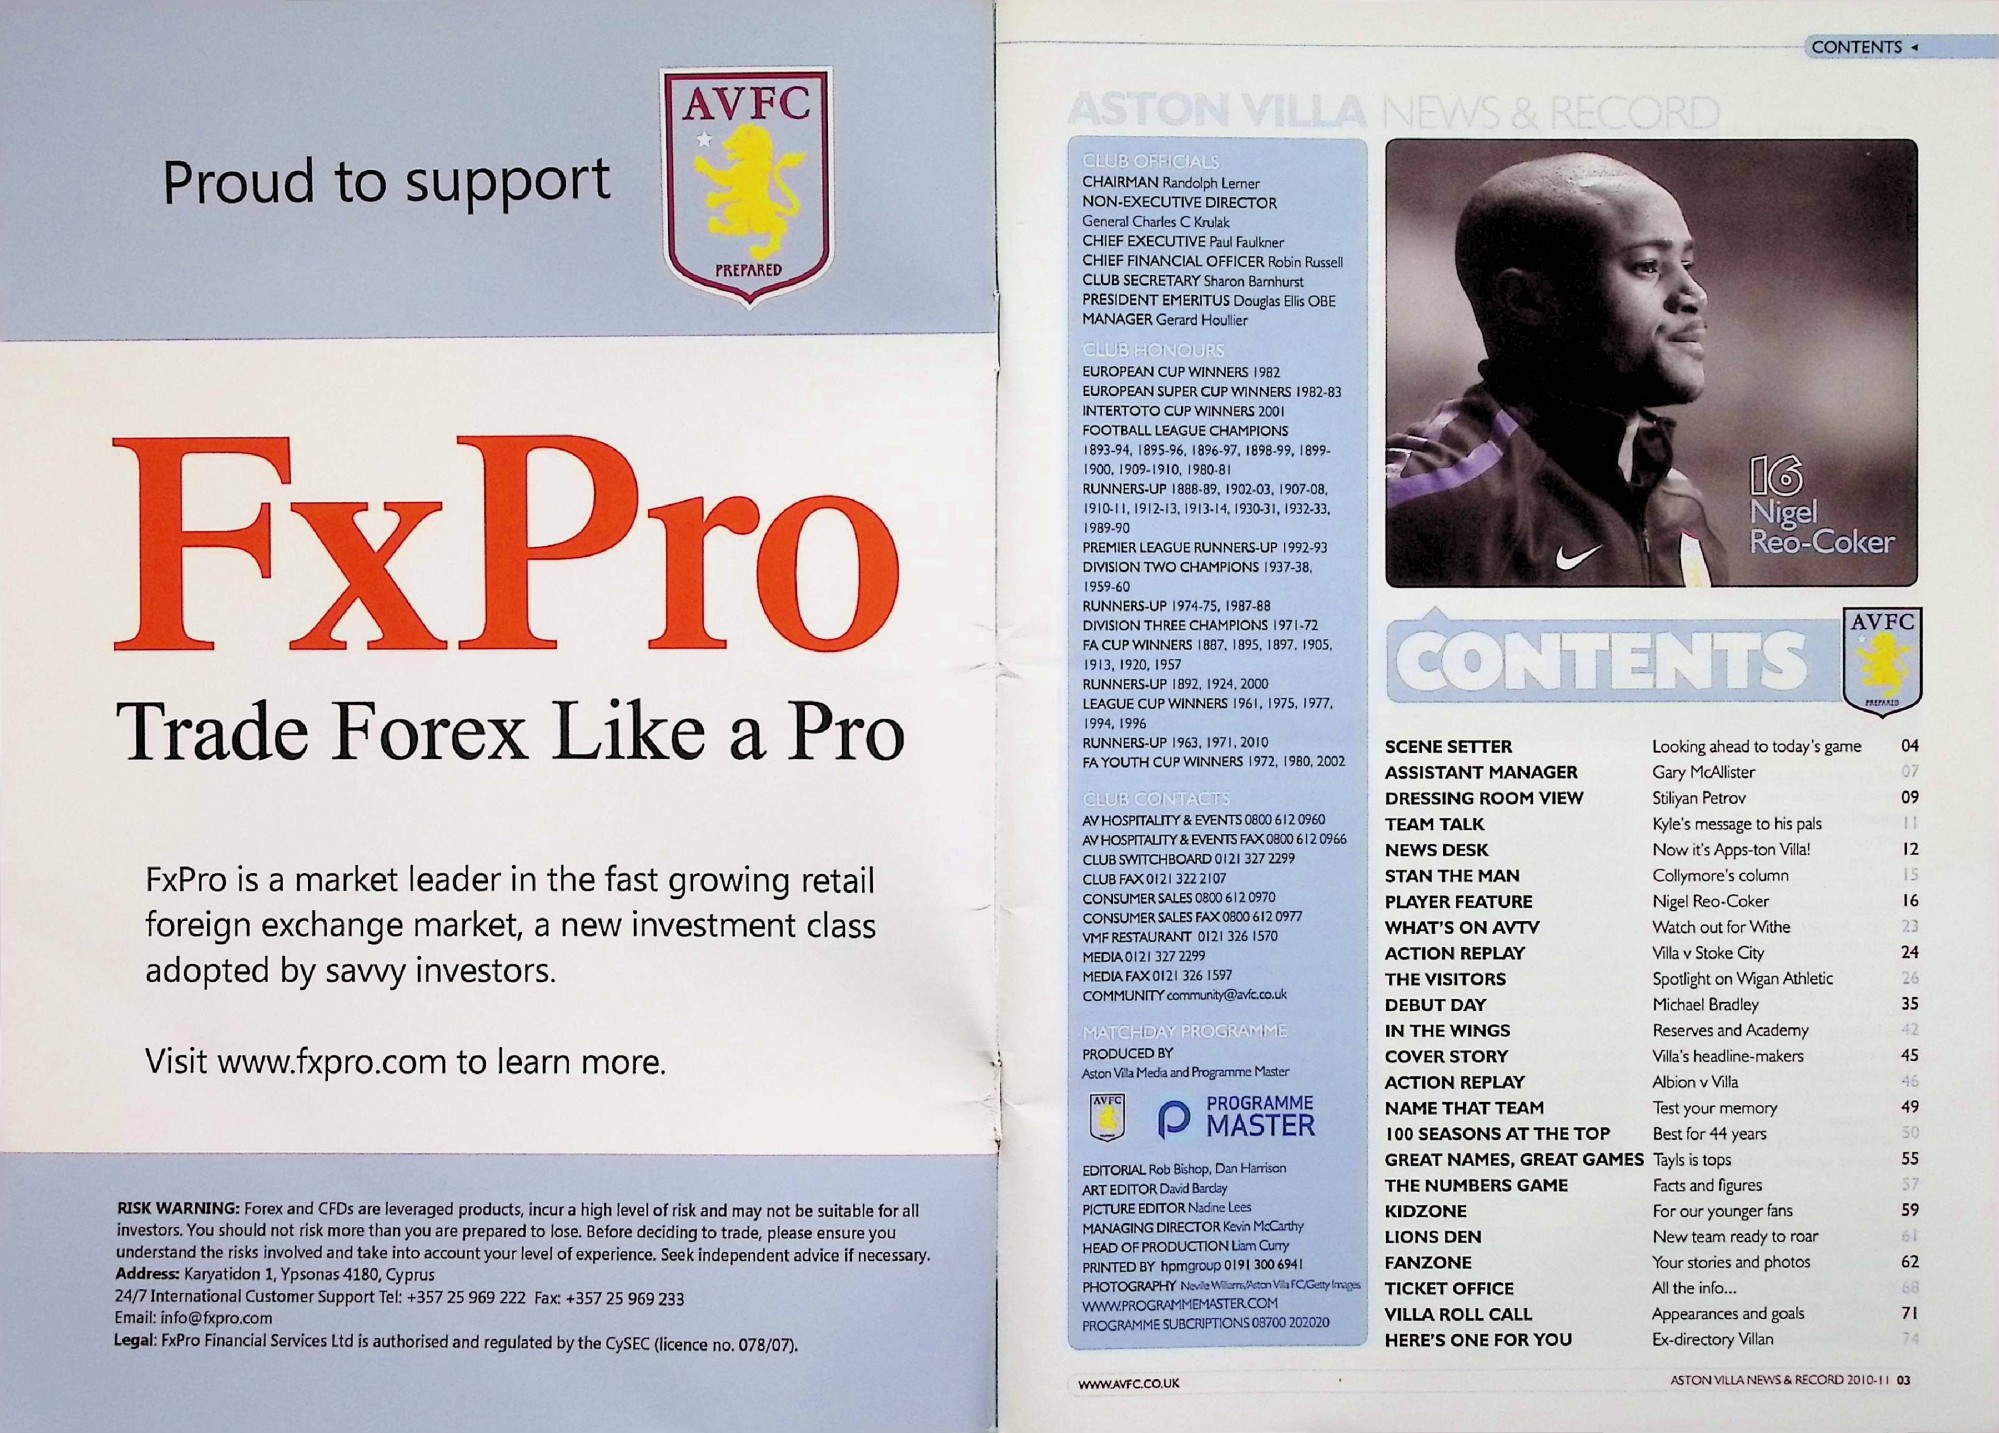 Proud to support
AVFC
PREPARED
FxPro
Trade Forex Like a Pro
FxPro is a market leader in the fast growing retail
foreign exchange market, a new investment class
adopted by savvy investors.
Visit www.fxpro.com to learn more.
RISK WARNING: Forex and CFDs are leveraged products, incur a high level of risk and may not be suitable for all
investors. You should not risk more than you are prepared to lose. Before deciding to trade, please ensure you
understand the risks involved and take into account your level of experience. Seek independent advice if necessary.
Address: Karyatidon 1, Ypsonas 4180, Cyprus
24/7 International Customer Support Tel: +357 25 969 222 Fax: +357 25 969 233
Email: info@fxpro.com
Legal: FxPro Financial Services Ltd is authorised and regulated by the CySEC (licence no. 078/07).
CONTENTS
ASTON VILLA NEWS & RECORD
CLUB OFFICIALS
CHAIRMAN Randolph Lerner
NON-EXECUTIVE DIRECTOR
General Charles C Krulak
CHIEF EXECUTIVE Paul Faulkner
CHIEF FINANCIAL OFFICER Robin Russell
CLUB SECRETARY Sharon Barnhurst
PRESIDENT EMERITUS Douglas Ellis OBE
MANAGER Gerard Houllier
CLUB HONOURS
EUROPEAN CUP WINNERS 1982
EUROPEAN SUPER CUP WINNERS 1982-83
INTERTOTO CUP WINNERS 2001
FOOTBALL LEAGUE CHAMPIONS
1893-94, 1895-96, 1896-97, 1898-99, 1899-
1900, 1909-1910, 1980-81
RUNNERS-UP 1888-89, 1902-03, 1907-08,
1910-11, 1912-13, 1913-14, 1930-31, 1932-33,
1989-90
PREMIER LEAGUE RUNNERS-UP 1992-93
DIVISION TWO CHAMPIONS 1937-38,
1959-60
RUNNERS-UP 1974-75, 1987-88
DIVISION THREE CHAMPIONS 1971-72
FA CUP WINNERS 1887, 1895, 1897, 1905,
1913, 1920, 1957
RUNNERS-UP 1892, 1924, 2000
LEAGUE CUP WINNERS 1961, 1975, 1977,
1994, 1996
RUNNERS-UP 1963, 1971, 2010
FA YOUTH CUP WINNERS 1972, 1980, 2002
CLUB CONTACTS
AV HOSPITALITY & EVENTS 0800 612 0960
AV HOSPITALITY & EVENTS FAX 0800 612 0966
CLUB SWITCHBOARD 0121 327 2299
CLUB FAX 0121 322 2107
CONSUMER SALES 0800 612 0970
CONSUMER SALES FAX 0800 612 0977
VMF RESTAURANT 0121 326 1570
MEDIA 0121 327 2299
MEDIA FAX 0121 326 1597
COMMUNITY community@avfc.co.uk
MATCHDAY PROGRAMME
PRODUCED BY
Aston Villa Media and Programme Master
AVFC
PROGRAMME
MASTER
EDITORIAL Rob Bishop, Dan Harrison
ART EDITOR David Barclay
PICTURE EDITOR Nadine Lees
MANAGING DIRECTOR Kevin McCarthy
HEAD OF PRODUCTION Liam Curry
PRINTED BY hpmgroup 0191 300 6941
PHOTOGRAPHY Neville Williams/Aston Villa FC/Getty Images
WWW.PROGRAMMEMASTER.COM
PROGRAMME SUBCRIPTIONS 08700 202020
16
Nigel
Reo-Coker
CONTENTS
AVFC
PREPARED
SCENE SETTER Looking ahead to today's game 04
ASSISTANT MANAGER Gary McAllister 07
DRESSING ROOM VIEW Stiliyan Petrov 09
TEAM TALK Kyle's message to his pals 11
NEWS DESK Now it's Apps-ton Villa! 12
STAN THE MAN Collymore's column 15
PLAYER FEATURE Nigel Reo-Coker 16
WHAT'S ON AVTV Watch out for Withe 23
ACTION REPLAY Villa v Stoke City 24
THE VISITORS Spotlight on Wigan Athletic 26
DEBUT DAY Michael Bradley 35
IN THE WINGS Reserves and Academy 42
COVER STORY Villa's headline-makers 45
ACTION REPLAY Albion v Villa 46
NAME THAT TEAM Test your memory 49
100 SEASONS AT THE TOP Best for 44 years 50
GREAT NAMES, GREAT GAMES Tayls is tops 55
THE NUMBERS GAME Facts and figures 57
KIDZONE For our younger fans 59
LIONS DEN New team ready to roar 61
FANZONE Your stories and photos 62
TICKET OFFICE All the info... 68
VILLA ROLL CALL Appearances and goals 71
HERE'S ONE FOR YOU Ex-directory Villan 74
WWW.AVFC.CO.UK
ASTON VILLA NEWS & RECORD 2010-11 03